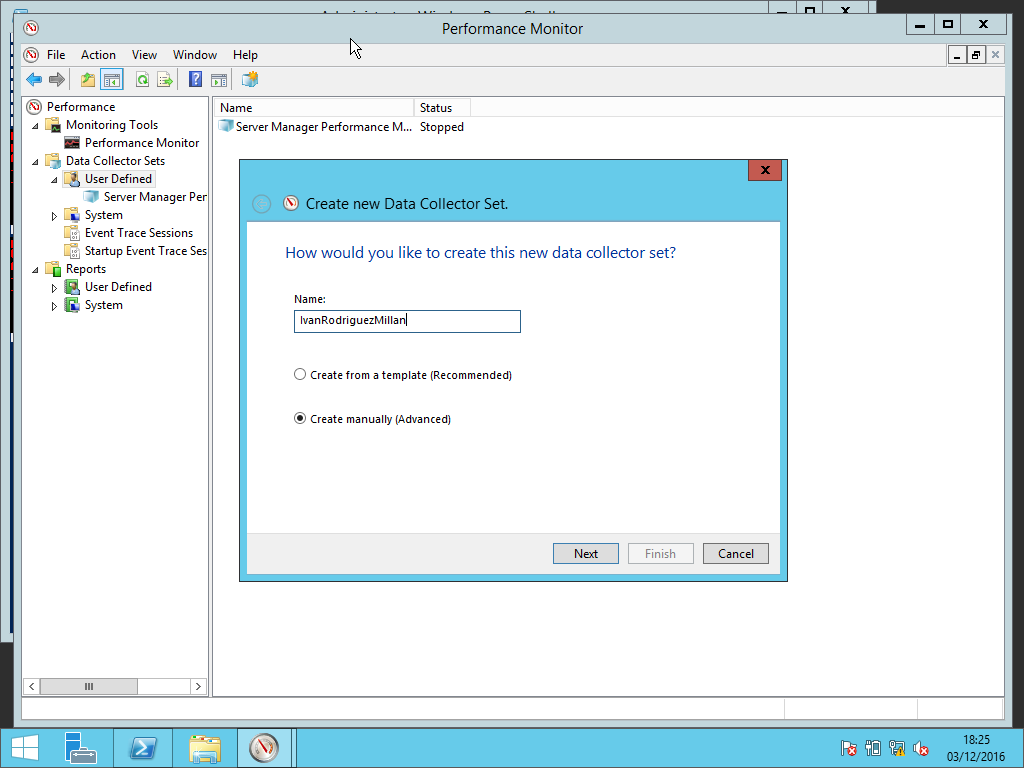 Performance Monitor
File Action View Window Help
Performance
Monitoring Tools
Performance Monitor
Data Collector Sets
User Defined
Server Manager Per
System
Event Trace Sessions
Startup Event Trace Ses
Reports
User Defined
System
Name Status
Server Manager Performance M... Stopped
Create new Data Collector Set.
How would you like to create this new data collector set?
Name:
IvanRodriguezMillan
Create from a template (Recommended)
Create manually (Advanced)
Next Finish Cancel
18:25
03/12/2016